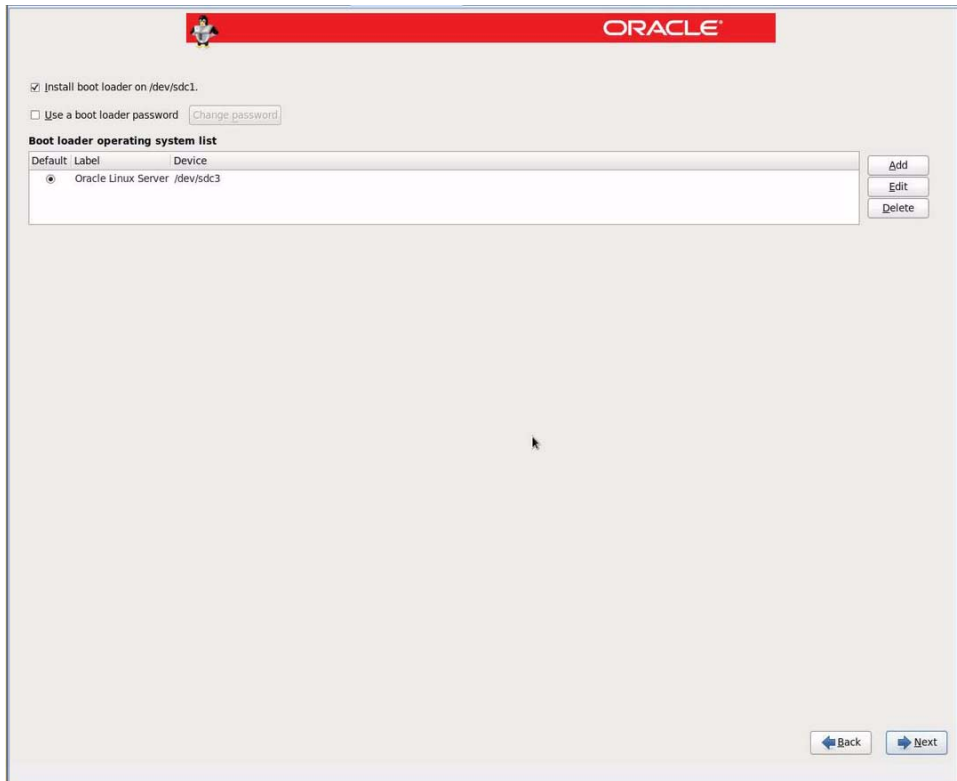 ORACLE®
Install boot loader on /dev/sdc1.
Use a boot loader password Change password
Boot loader operating system list
Default Label Device
Oracle Linux Server /dev/sdc3
Add
Edit
Delete
Back Next